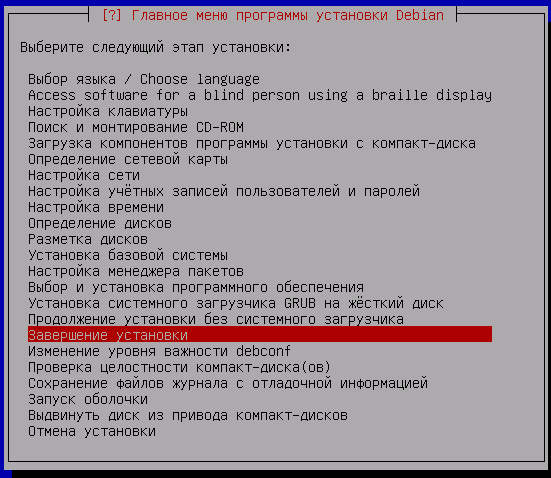 [?] Главное меню программы установки Debian
Выберите следующий этап установки:
Выбор языка / Choose language
Access software for a blind person using a braille display
Настройка клавиатуры
Поиск и монтирование CD-ROM
Загрузка компонентов программы установки с компакт-диска
Определение сетевой карты
Настройка сети
Настройка учётных записей пользователей и паролей
Настройка времени
Определение дисков
Разметка дисков
Установка базовой системы
Настройка менеджера пакетов
Выбор и установка программного обеспечения
Установка системного загрузчика GRUB на жёсткий диск
Продолжение установки без системного загрузчика
Завершение установки
Изменение уровня важности debconf
Проверка целостности компакт-диска(ов)
Сохранение файлов журнала с отладочной информацией
Запуск оболочки
Выдвинуть диск из привода компакт-дисков
Отмена установки